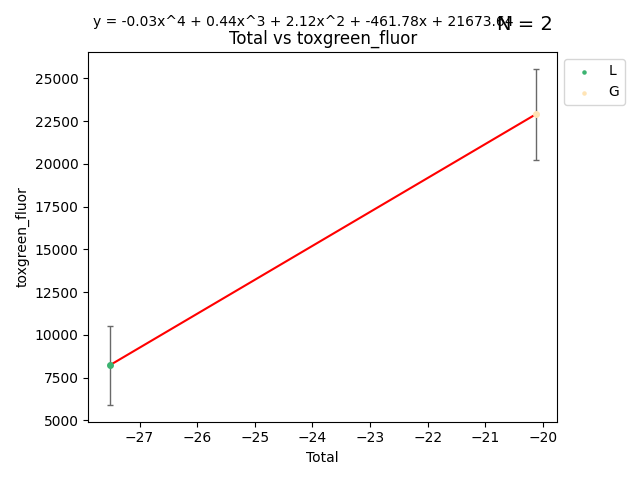 y = -0.03x^4 + 0.44x^3 + 2.12x^2 + -461.78x + 21673.64
N = 2
Total vs toxgreen_fluor
L
G
25000
22500
20000
17500
15000
12500
10000
7500
5000
toxgreen_fluor
−27
−26
−25
−24
−23
−22
−21
−20
Total